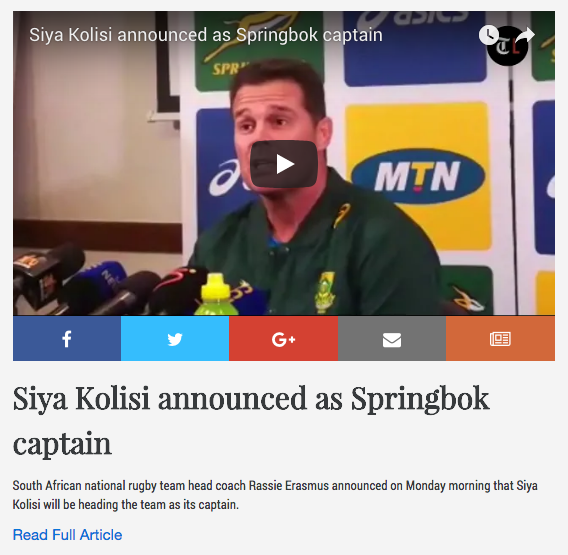 Siya Kolisi announced as Springbok captain
TL
asics
SPR
MTN
G+
Siya Kolisi announced as Springbok
captain
South African national rugby team head coach Rassie Erasmus announced on Monday morning that Siya
Kolisi will be heading the team as its captain.
Read Full Article